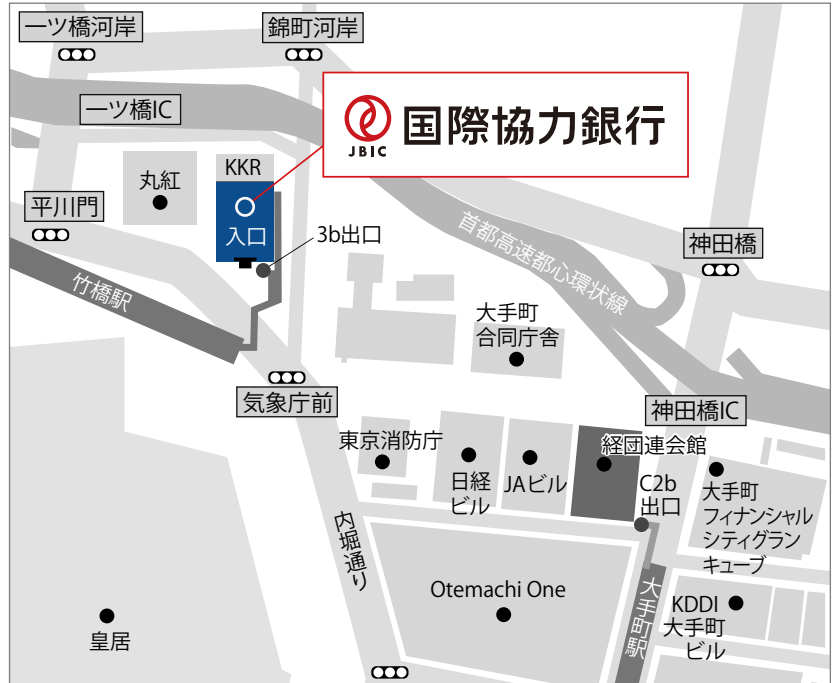 一ツ橋河岸
錦町河岸
一ツ橋IC
JBIC
国際協力銀行
丸紅
KKR
平川門
入口
3b出口
首都高速都心環状線
神田橋
竹橋駅
大手町
合同庁舎
気象庁前
神田橋IC
東京消防庁
日経
ビル
JAビル
経団連会館
C2b
出口
大手町
フィナンシャル
シティグラン
キューブ
内堀通り
Otemachi One
大手町駅
KDDI
大手町
ビル
皇居